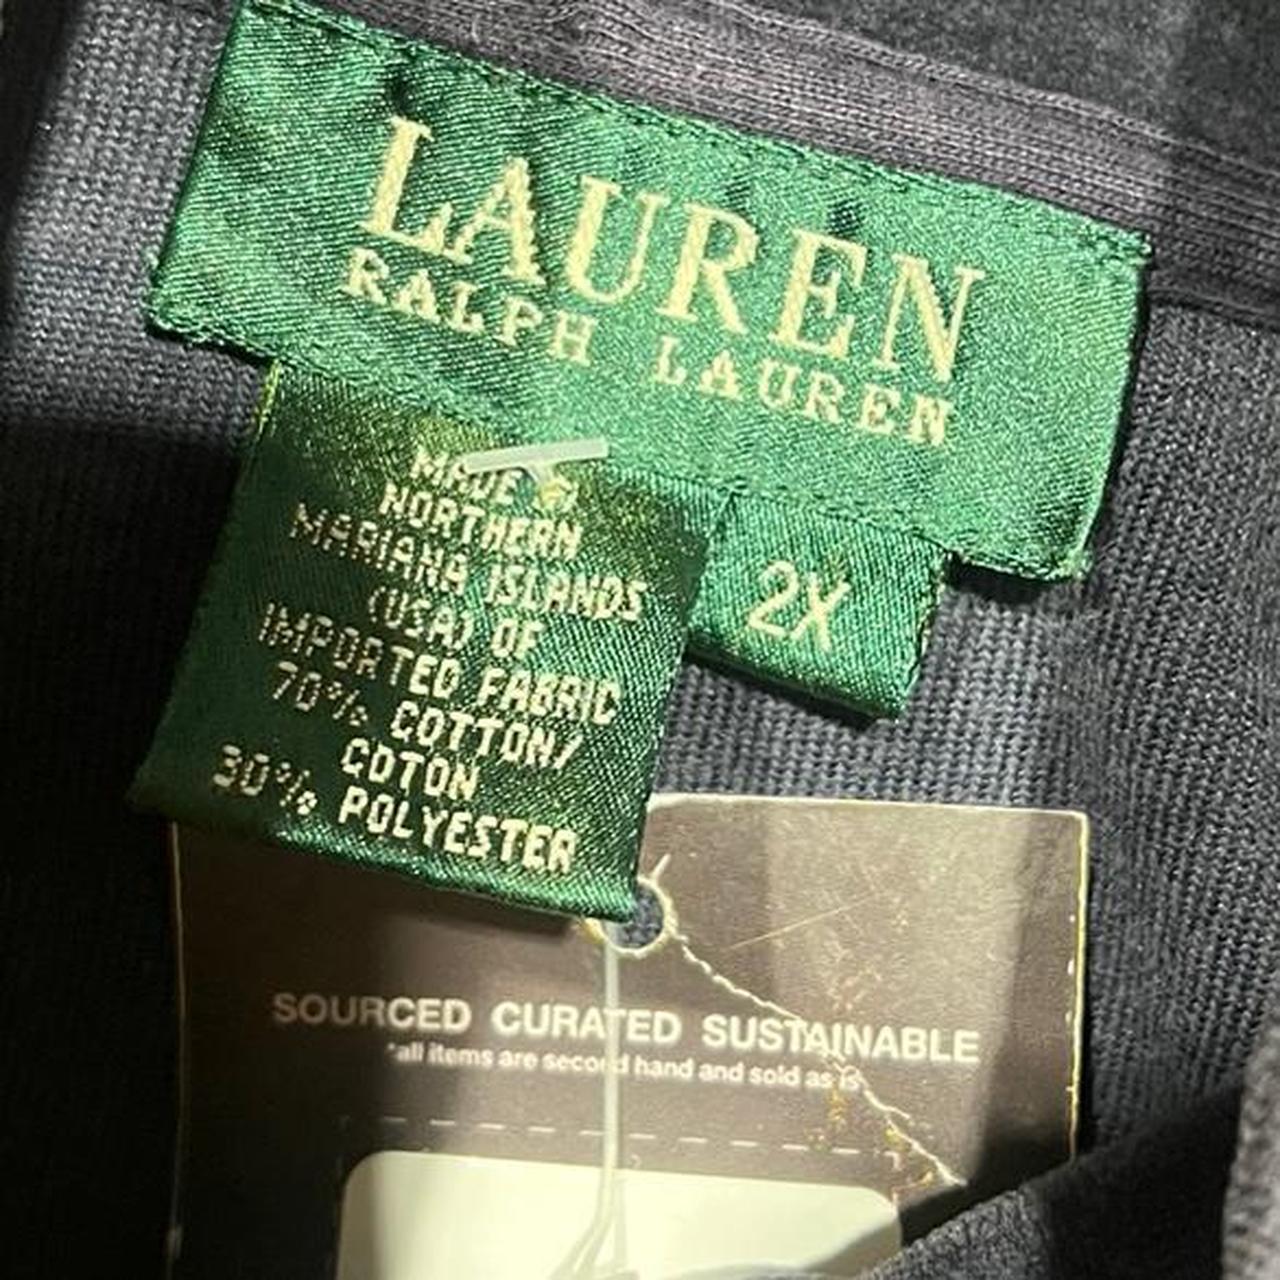 LAUREN
RALPH LAUREN
2X
MADE
NORTHERN
MARIANA ISLANDS
(USA) OF
IMPORTED FABRIC
70% COTTON/
COTON
30% POLYESTER
SOURCED CURATED SUSTAINABLE
*all items are second hand and sold as is